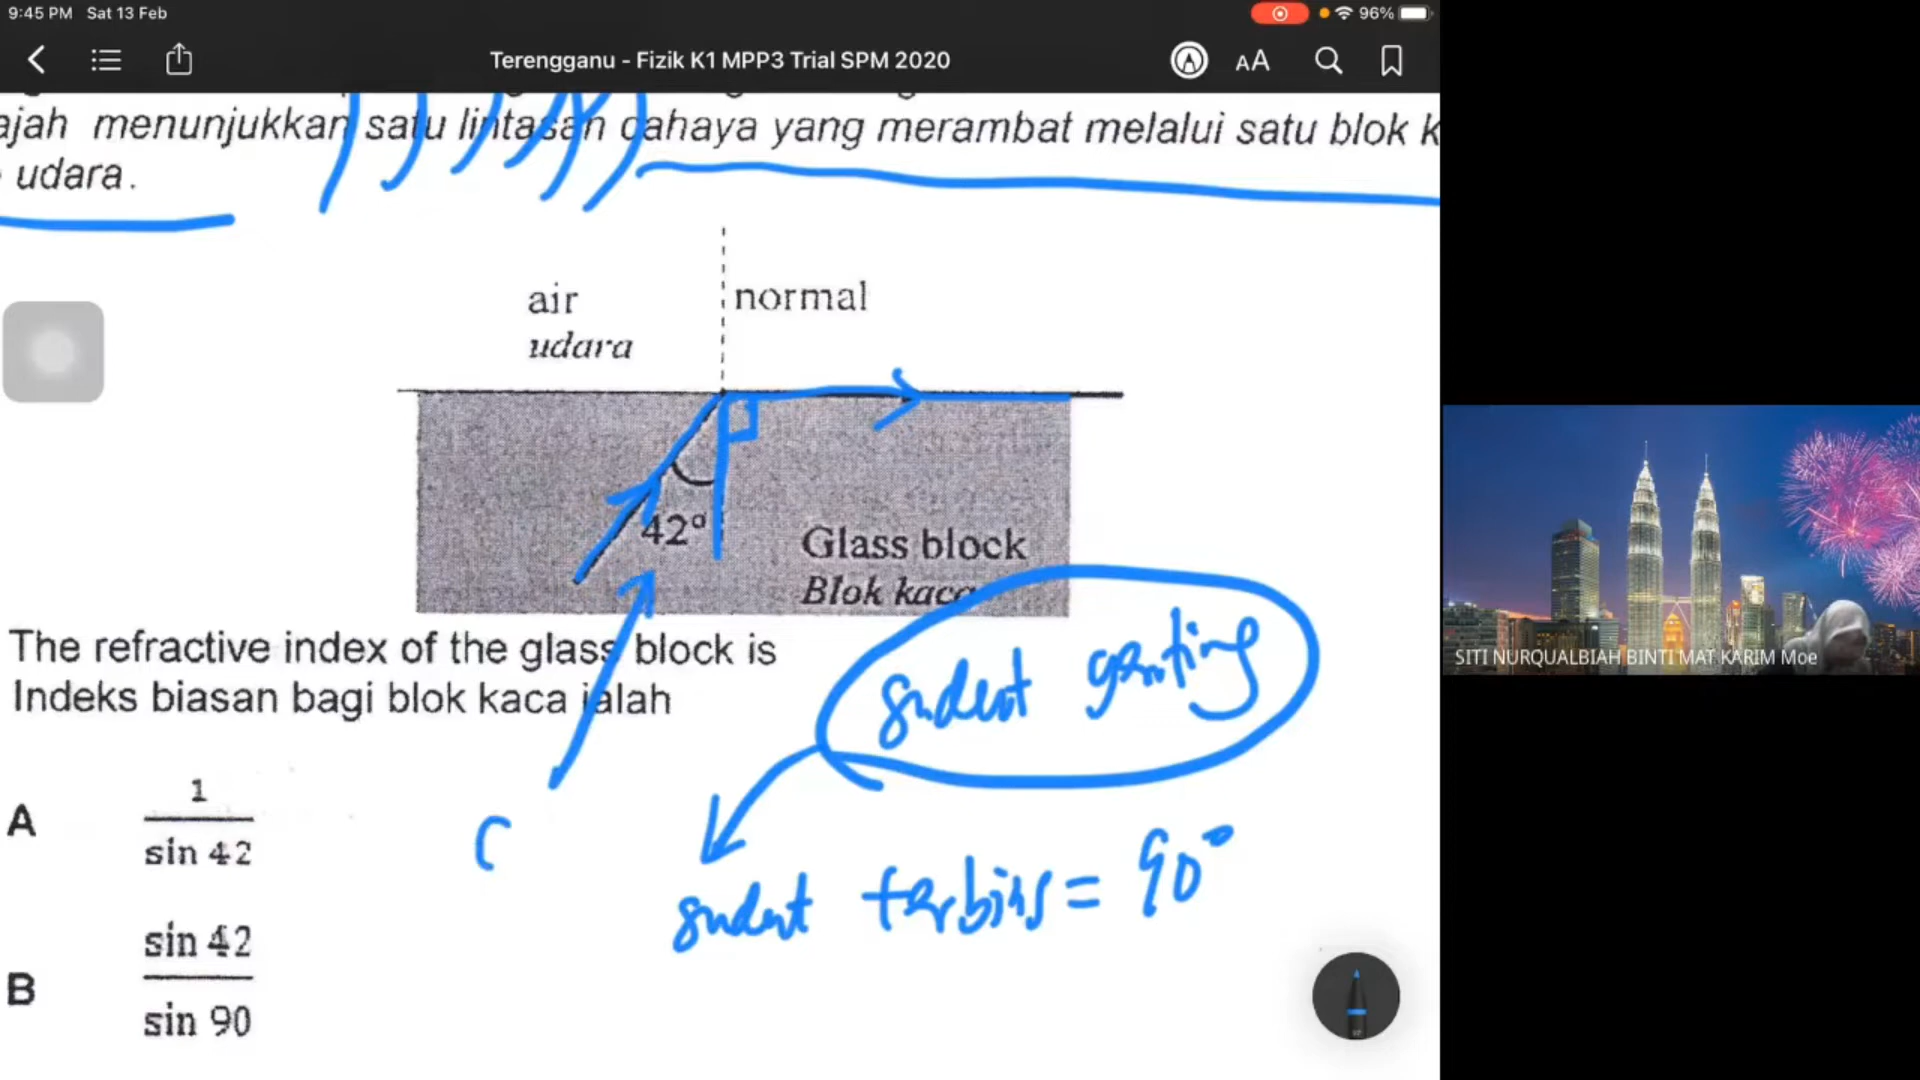 9:45 PM Sat 13 Feb
96%
Terengganu - Fizik K1 MPP3 Trial SPM 2020
AA
ajah menunjukkan satu lintasan cahaya yang merambat melalui satu blok k
udara.
air
normal
udara
42°
Glass block
Blok kaca
The refractive index of the glass block is
Indeks biasan bagi blok kaca ialah
sudut genting
A
1
sin 42
C
sudut terbias = 90°
B
sin 42
sin 90
SITI NURQUALBIAH BINTI MAT KARIM Moe